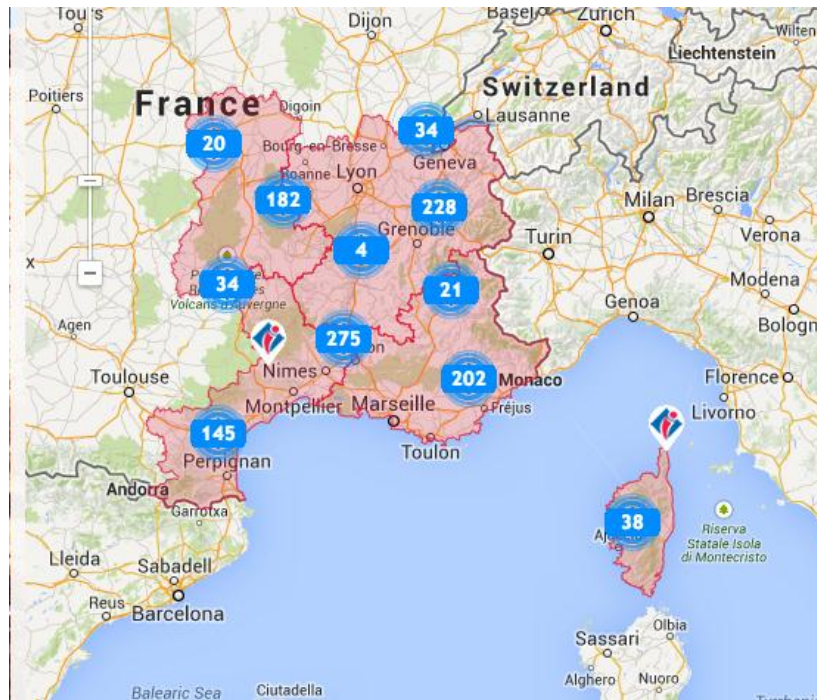 Tours
Dijon
Basel
Zurich
Wilten
Liechtenstein
Poitiers
France
Digoin
Switzerland
Lausanne
34
20
Bourg-en-Bresse
Geneva
Roanne
Lyon
182
228
Milan
Brescia
Grenoble
Turin
Verona
4
x
34
21
Modena
Volcans d'Auvergne
Genoa
Bologn
Agen
275
Nimes
Toulouse
202
Monaco
Florence
Montpellier
Marseille
Fréjus
Livorno
145
Toulon
Perpignan
Andorra
Garrotxa
38
Riserva
Statale Isola
di Montecristo
Lleida
Sabadell
Reus
Barcelona
Olbia
Sassari
Alghero
Nuoro
Balearic Sea
Ciutadella